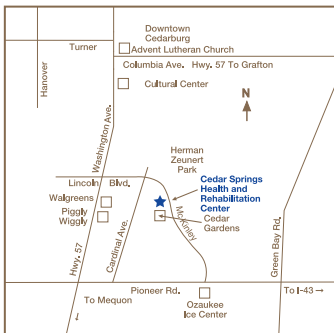 Downtown
Cedarburg
Turner
Advent Lutheran Church
Columbia Ave. Hwy. 57 To Grafton
Hanover
Cultural Center
N
Washington Ave.
Herman
Zeunert
Park
Cedar Springs
Health and
Rehabilitation
Center
Lincoln Blvd.
Walgreens
Piggly
Wiggly
Cardinal Ave.
McKinley
Cedar
Gardens
Green Bay Rd.
Hwy. 57
Pioneer Rd.
To I-43 →
To Mequon
↓
Ozaukee
Ice Center